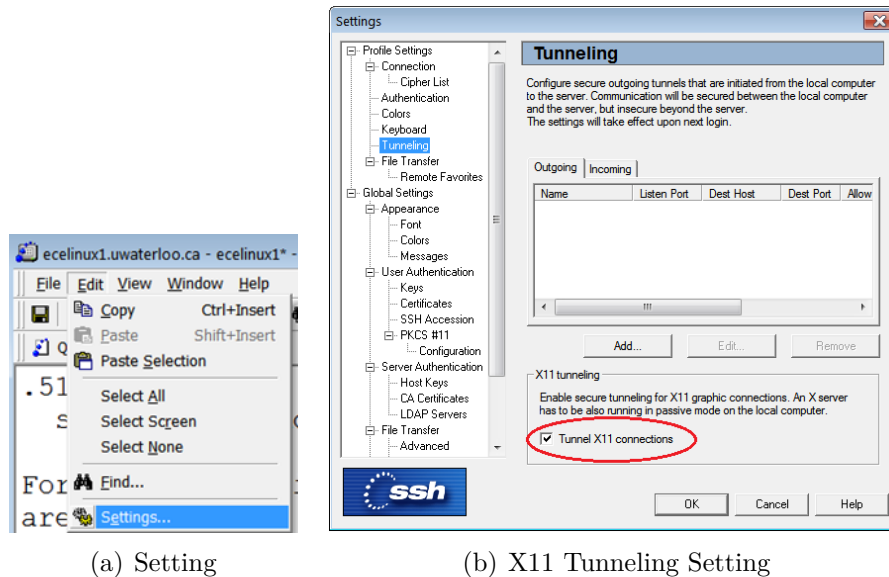 ecelinux1.uwaterloo.ca - ecelinux1* -
File Edit View Window Help
Copy Ctrl+Insert
Paste Shift+Insert
Q
Paste Selection
.51
Select All
s
Select Screen
Select None
For
Find...
are
Settings...
(a) Setting
Settings
Profile Settings
Connection
Cipher List
Authentication
Colors
Keyboard
Tunneling
File Transfer
Remote Favorites
Global Settings
Appearance
Font
Colors
Messages
User Authentication
Keys
Certificates
SSH Accession
PKCS #11
Configuration
Server Authentication
Host Keys
CA Certificates
LDAP Servers
File Transfer
Advanced
ssh
Tunneling
Configure secure outgoing tunnels that are initiated from the local computer
to the server. Communication will be secured between the local computer
and the server, but insecure beyond the server.
The settings will take effect upon next login.
Outgoing Incoming
Name Listen Port Dest Host Dest Port Allow
Add... Edit... Remove
X11 tunneling
Enable secure tunneling for X11 graphic connections. An X server
has to be also running in passive mode on the local computer.
Tunnel X11 connections
OK Cancel Help
(b) X11 Tunneling Setting